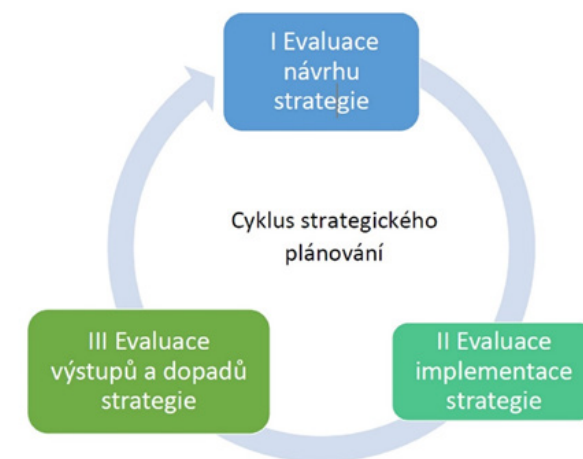 I Evaluace
návrhu
strategie
Cyklus strategického
plánování
III Evaluace
výstupů a dopadů
strategie
II Evaluace
implementace
strategie